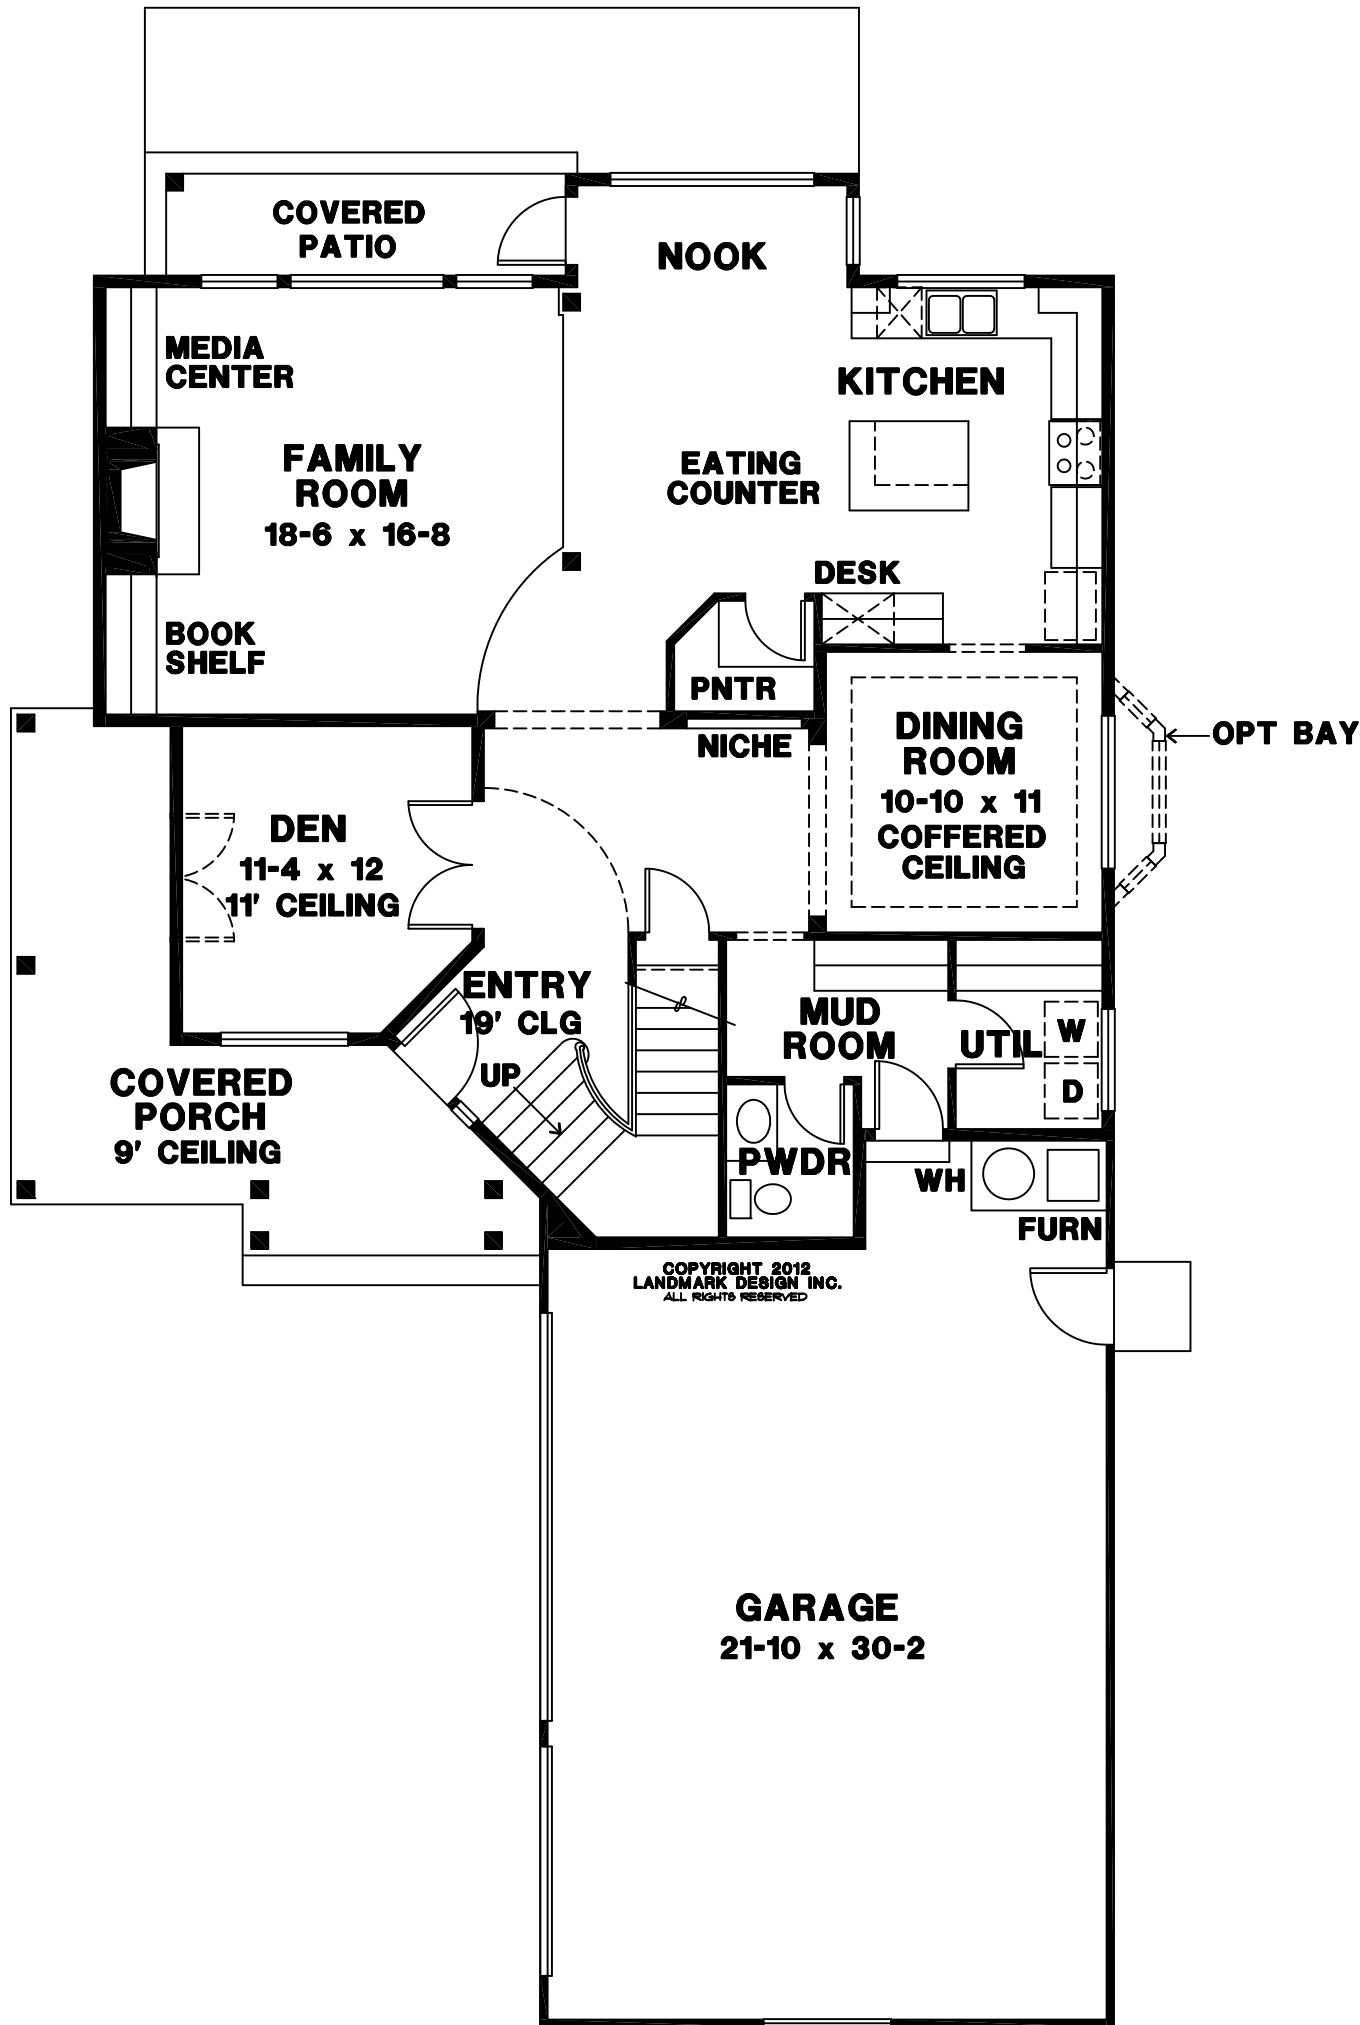 COVERED
PATIO
NOOK
MEDIA
CENTER
KITCHEN
FAMILY
ROOM
18-6 x 16-8
EATING
COUNTER
DESK
BOOK
SHELF
PNTR
NICHE
DINING
ROOM
10-10 x 11
COFFERED
CEILING
OPT BAY
DEN
11-4 x 12
11' CEILING
ENTRY
19' CLG
UP
MUD
ROOM
UTIL
W
D
COVERED
PORCH
9' CEILING
PWDR
WH
FURN
COPYRIGHT 2012
LANDMARK DESIGN INC.
ALL RIGHTS RESERVED
GARAGE
21-10 x 30-2